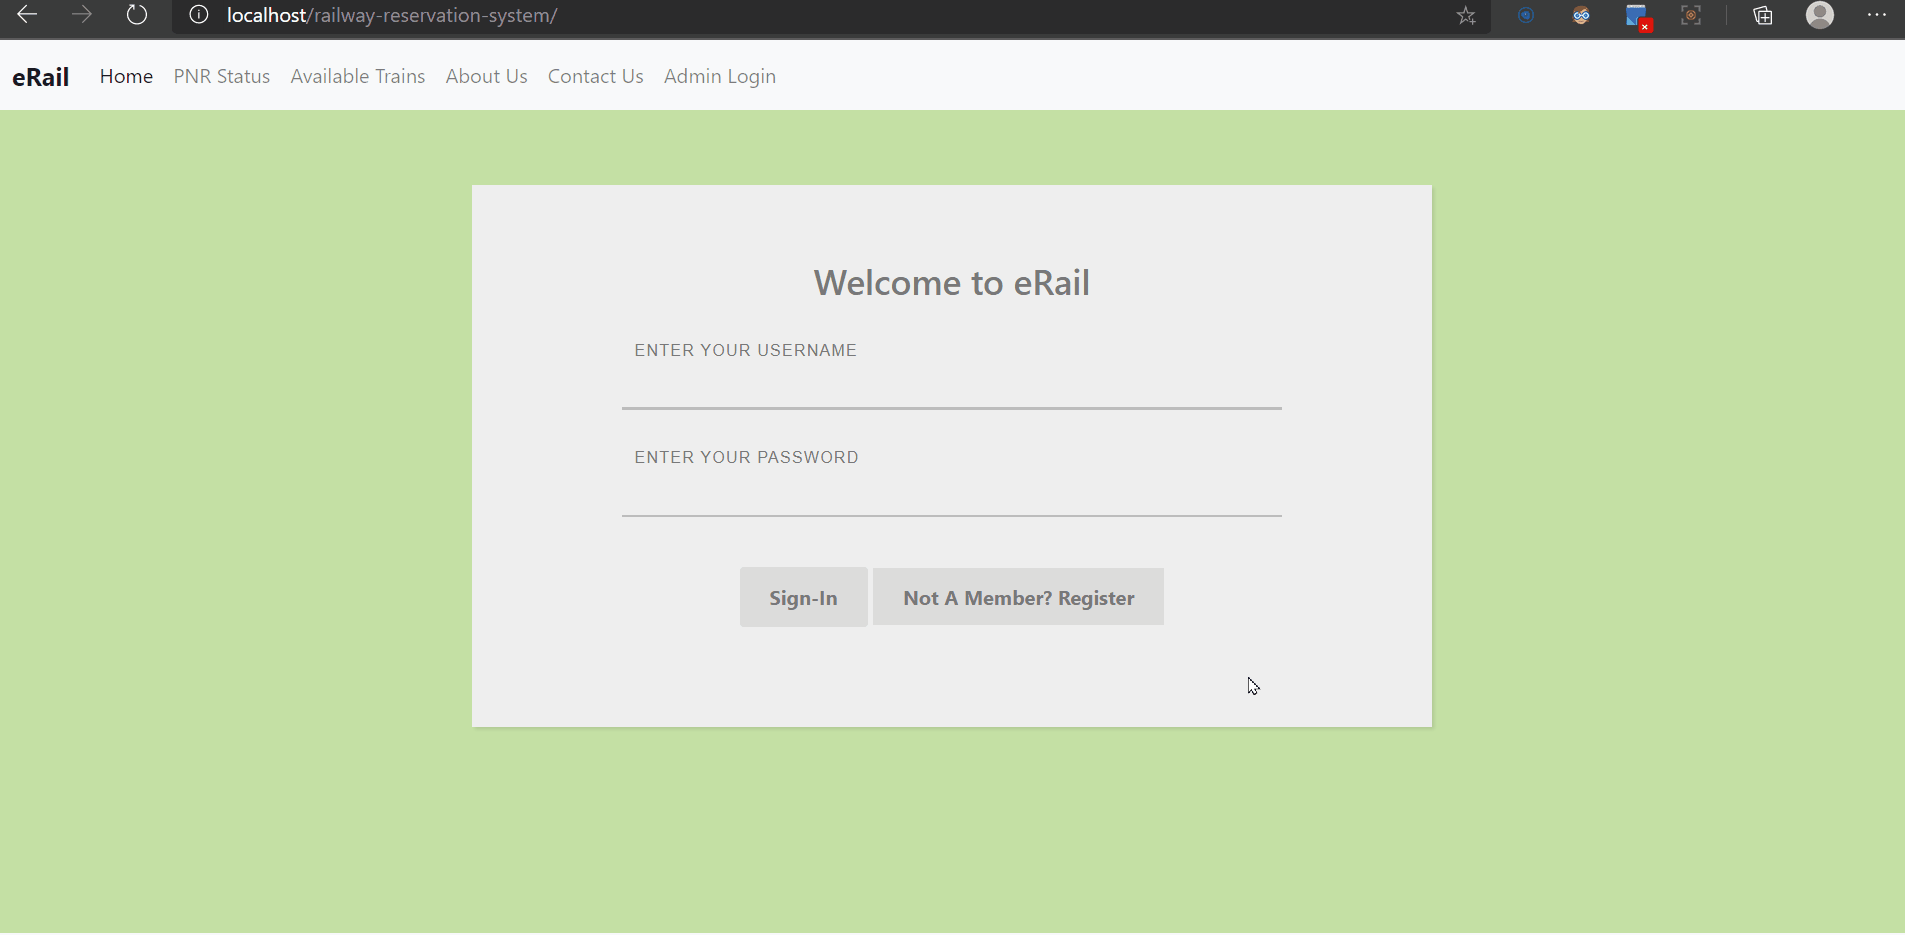 localhost/railway-reservation-system/
eRail Home PNR Status Available Trains About Us Contact Us Admin Login
Welcome to eRail
ENTER YOUR USERNAME
ENTER YOUR PASSWORD
Sign-In Not A Member? Register